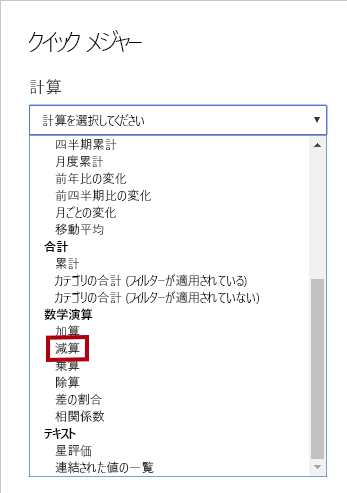 クイック メジャー
計算
計算を選択してください
四半期累計
月度累計
前年比の変化
前四半期比の変化
月ごとの変化
移動平均
合計
累計
カテゴリの合計 (フィルターが適用されている)
カテゴリの合計 (フィルターが適用されていない)
数学演算
加算
減算
乗算
除算
差の割合
相関係数
テキスト
星評価
連結された値の一覧